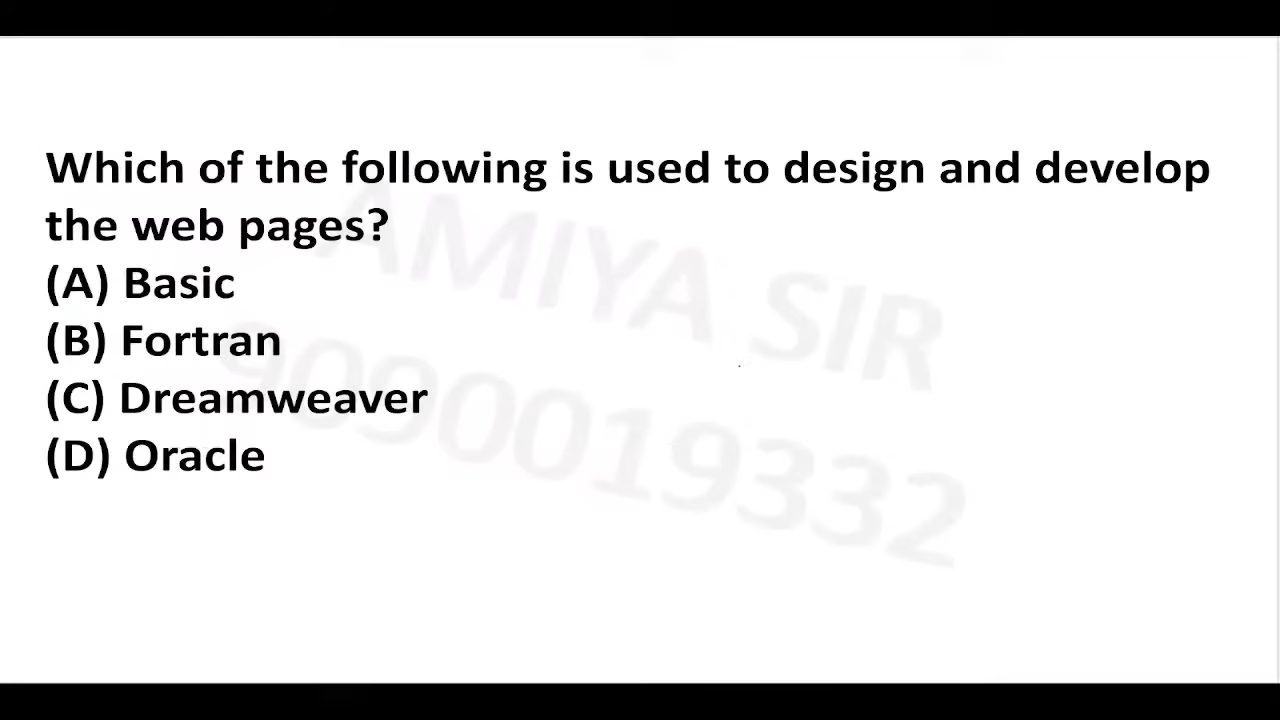 Which of the following is used to design and develop
the web pages?
(A) Basic
(B) Fortran
(C) Dreamweaver
(D) Oracle
AMIYA SIR
9090019332